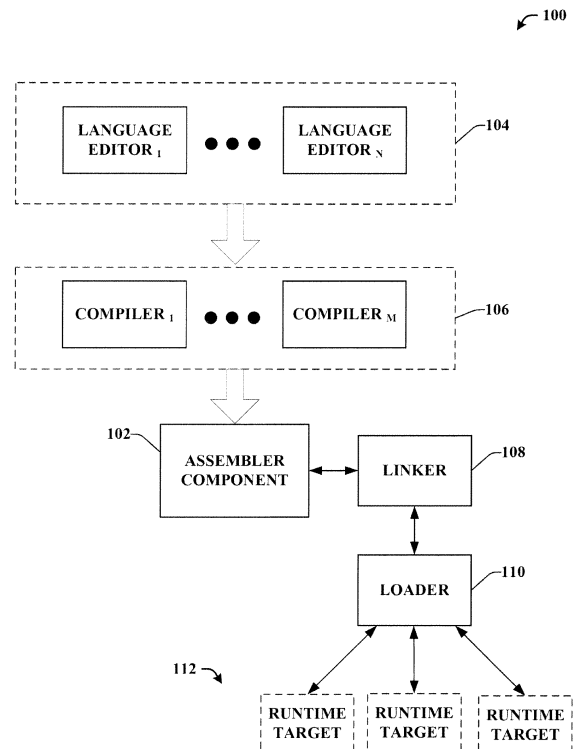 100
LANGUAGE
EDITOR 1
LANGUAGE
EDITOR N
104
COMPILER 1
COMPILER M
106
102
ASSEMBLER
COMPONENT
LINKER
108
LOADER
110
112
RUNTIME
TARGET
RUNTIME
TARGET
RUNTIME
TARGET